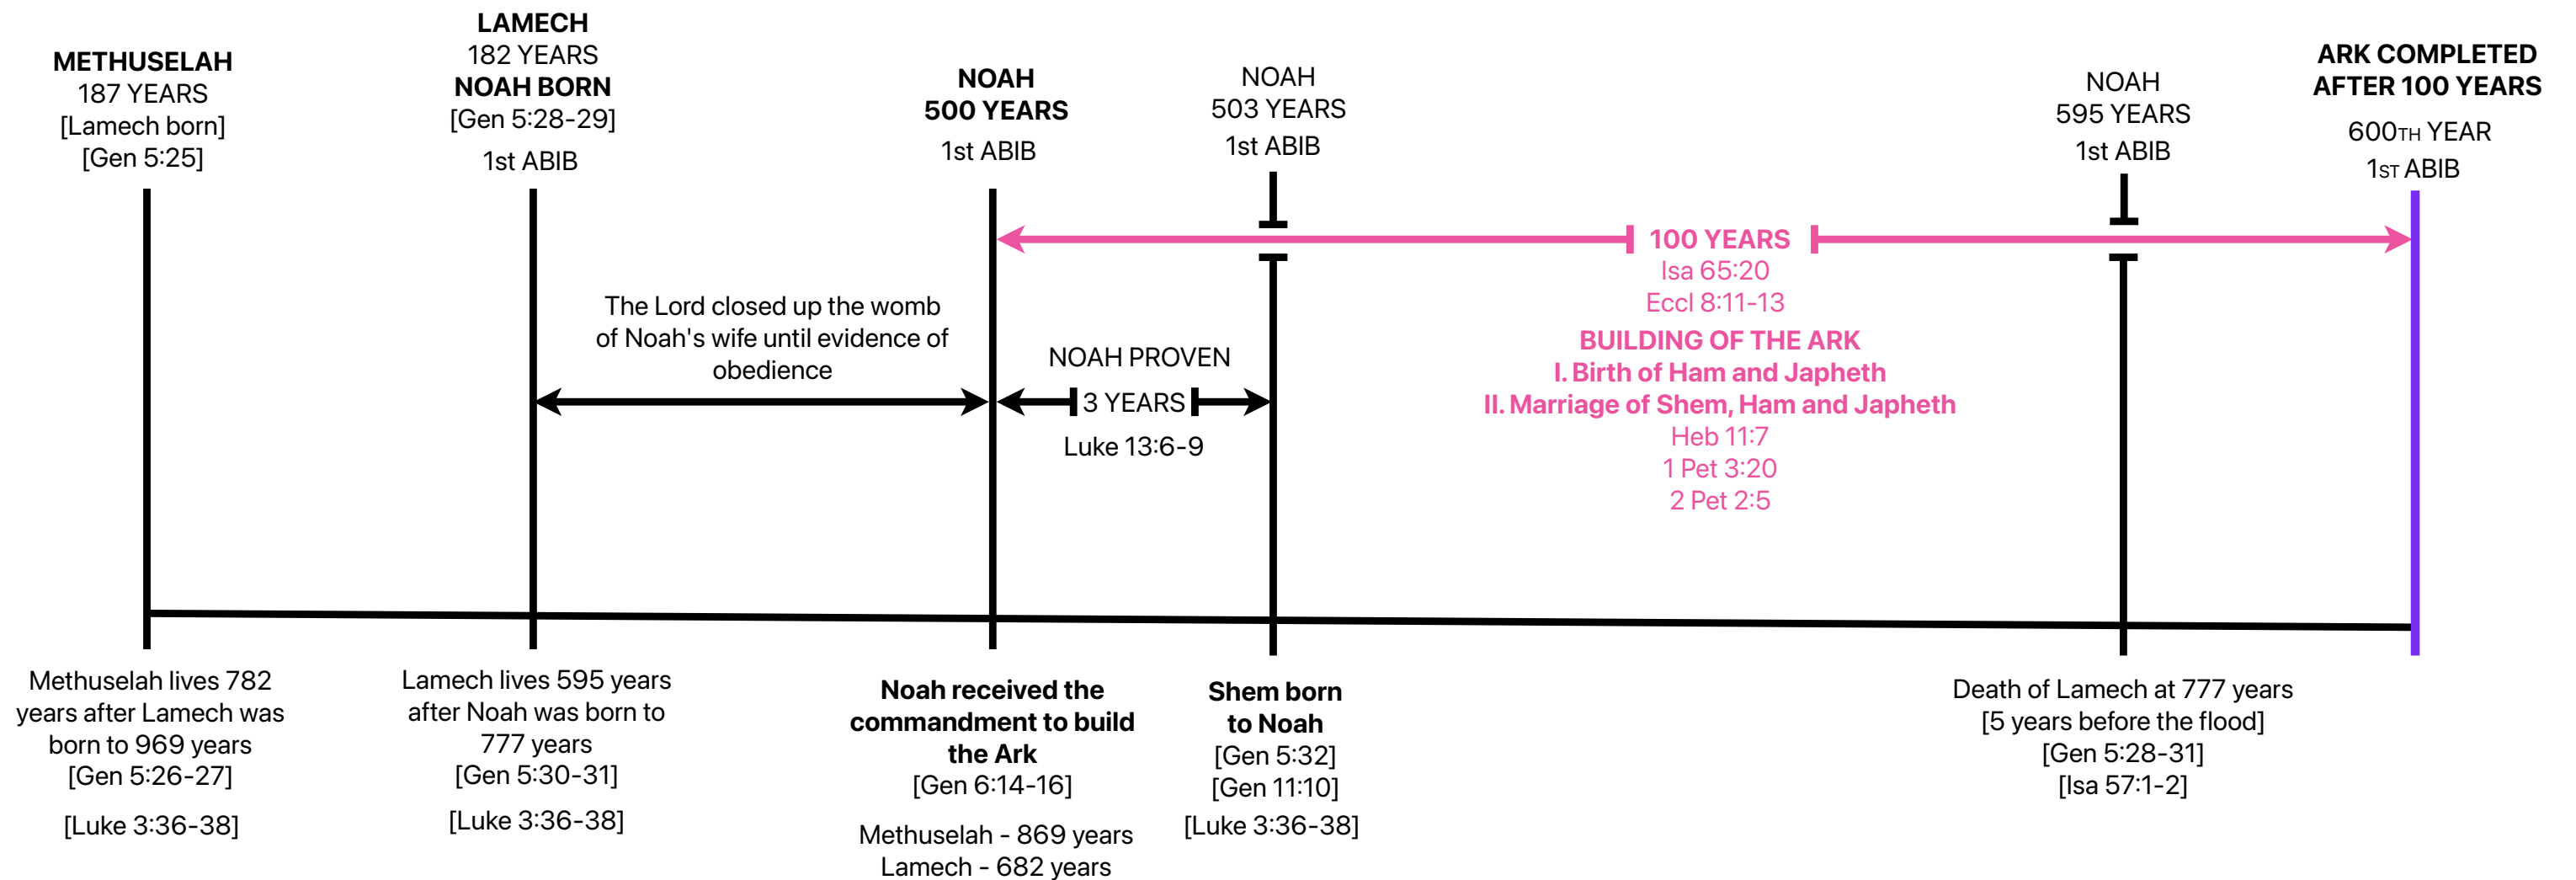 METHUSELAH
187 YEARS
[Lamech born]
[Gen 5:25]
LAMECH
182 YEARS
NOAH BORN
[Gen 5:28-29]
1st ABIB
NOAH
500 YEARS
1st ABIB
NOAH
503 YEARS
1st ABIB
NOAH
595 YEARS
1st ABIB
ARK COMPLETED
AFTER 100 YEARS
600TH YEAR
1ST ABIB
The Lord closed up the womb
of Noah's wife until evidence of
obedience
NOAH PROVEN
3 YEARS
Luke 13:6-9
100 YEARS
Isa 65:20
Eccl 8:11-13
BUILDING OF THE ARK
I. Birth of Ham and Japheth
II. Marriage of Shem, Ham and Japheth
Heb 11:7
1 Pet 3:20
2 Pet 2:5
Methuselah lives 782
years after Lamech was
born to 969 years
[Gen 5:26-27]
[Luke 3:36-38]
Lamech lives 595 years
after Noah was born to
777 years
[Gen 5:30-31]
[Luke 3:36-38]
Noah received the
commandment to build
the Ark
[Gen 6:14-16]
Methuselah - 869 years
Lamech - 682 years
Shem born
to Noah
[Gen 5:32]
[Gen 11:10]
[Luke 3:36-38]
Death of Lamech at 777 years
[5 years before the flood]
[Gen 5:28-31]
[Isa 57:1-2]